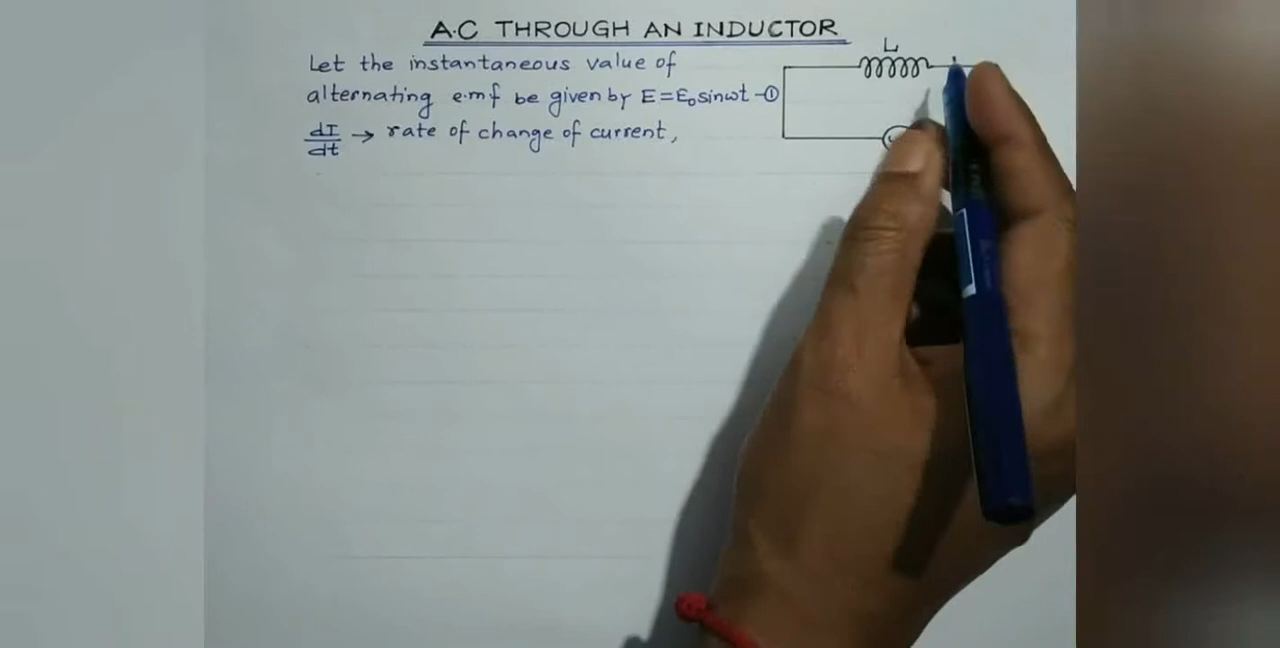 A.C THROUGH AN INDUCTOR
L
Let the instantaneous value of
alternating e.m.f be given by E=E₀sinωt-①
dI/dt → rate of change of current,